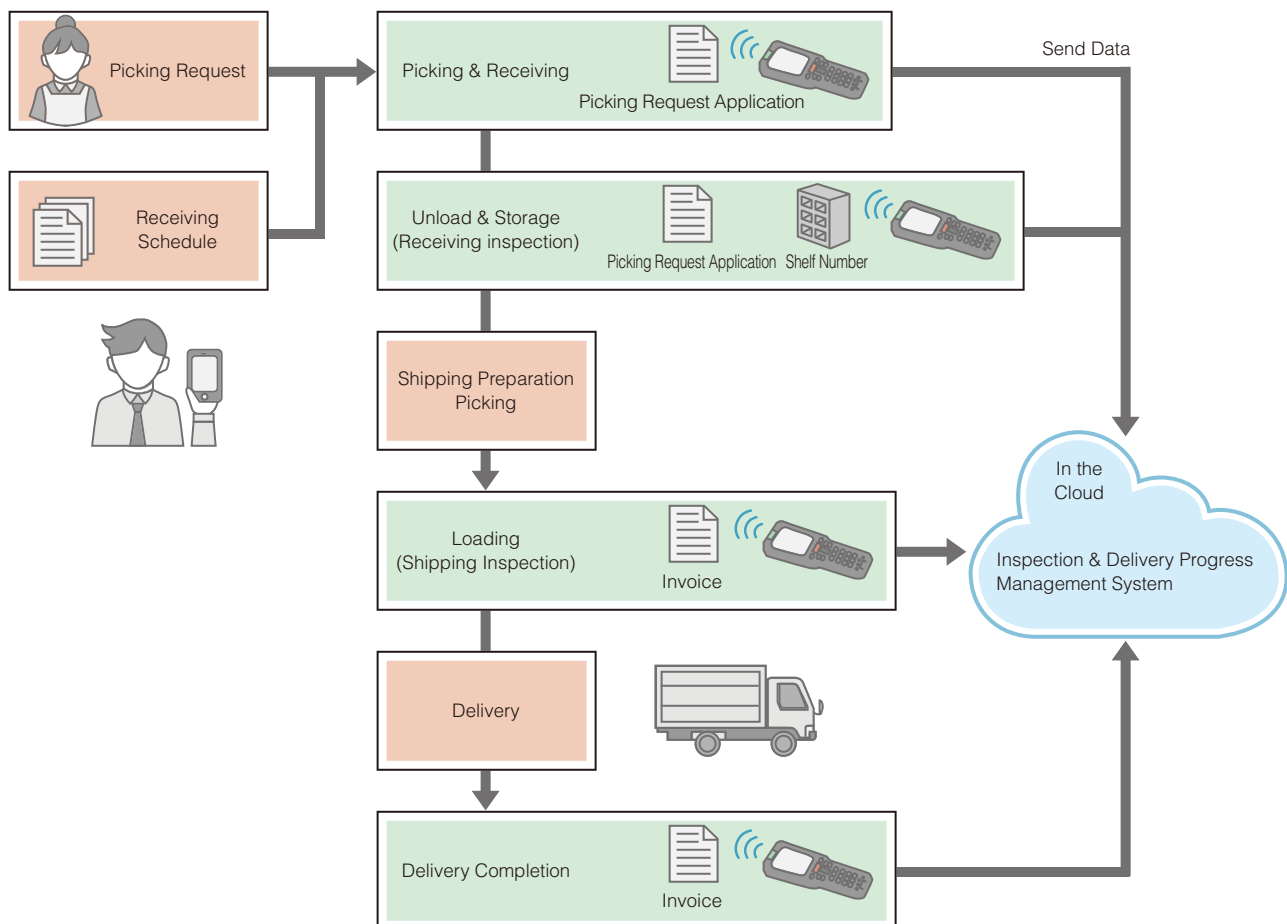 Picking Request
Picking & Receiving
Picking Request Application
Send Data
Receiving
Schedule
Unload & Storage
(Receiving inspection)
Picking Request Application
Shelf Number
Shipping Preparation
Picking
In the
Cloud
Inspection & Delivery Progress
Management System
Loading
(Shipping Inspection)
Invoice
Delivery
Delivery Completion
Invoice